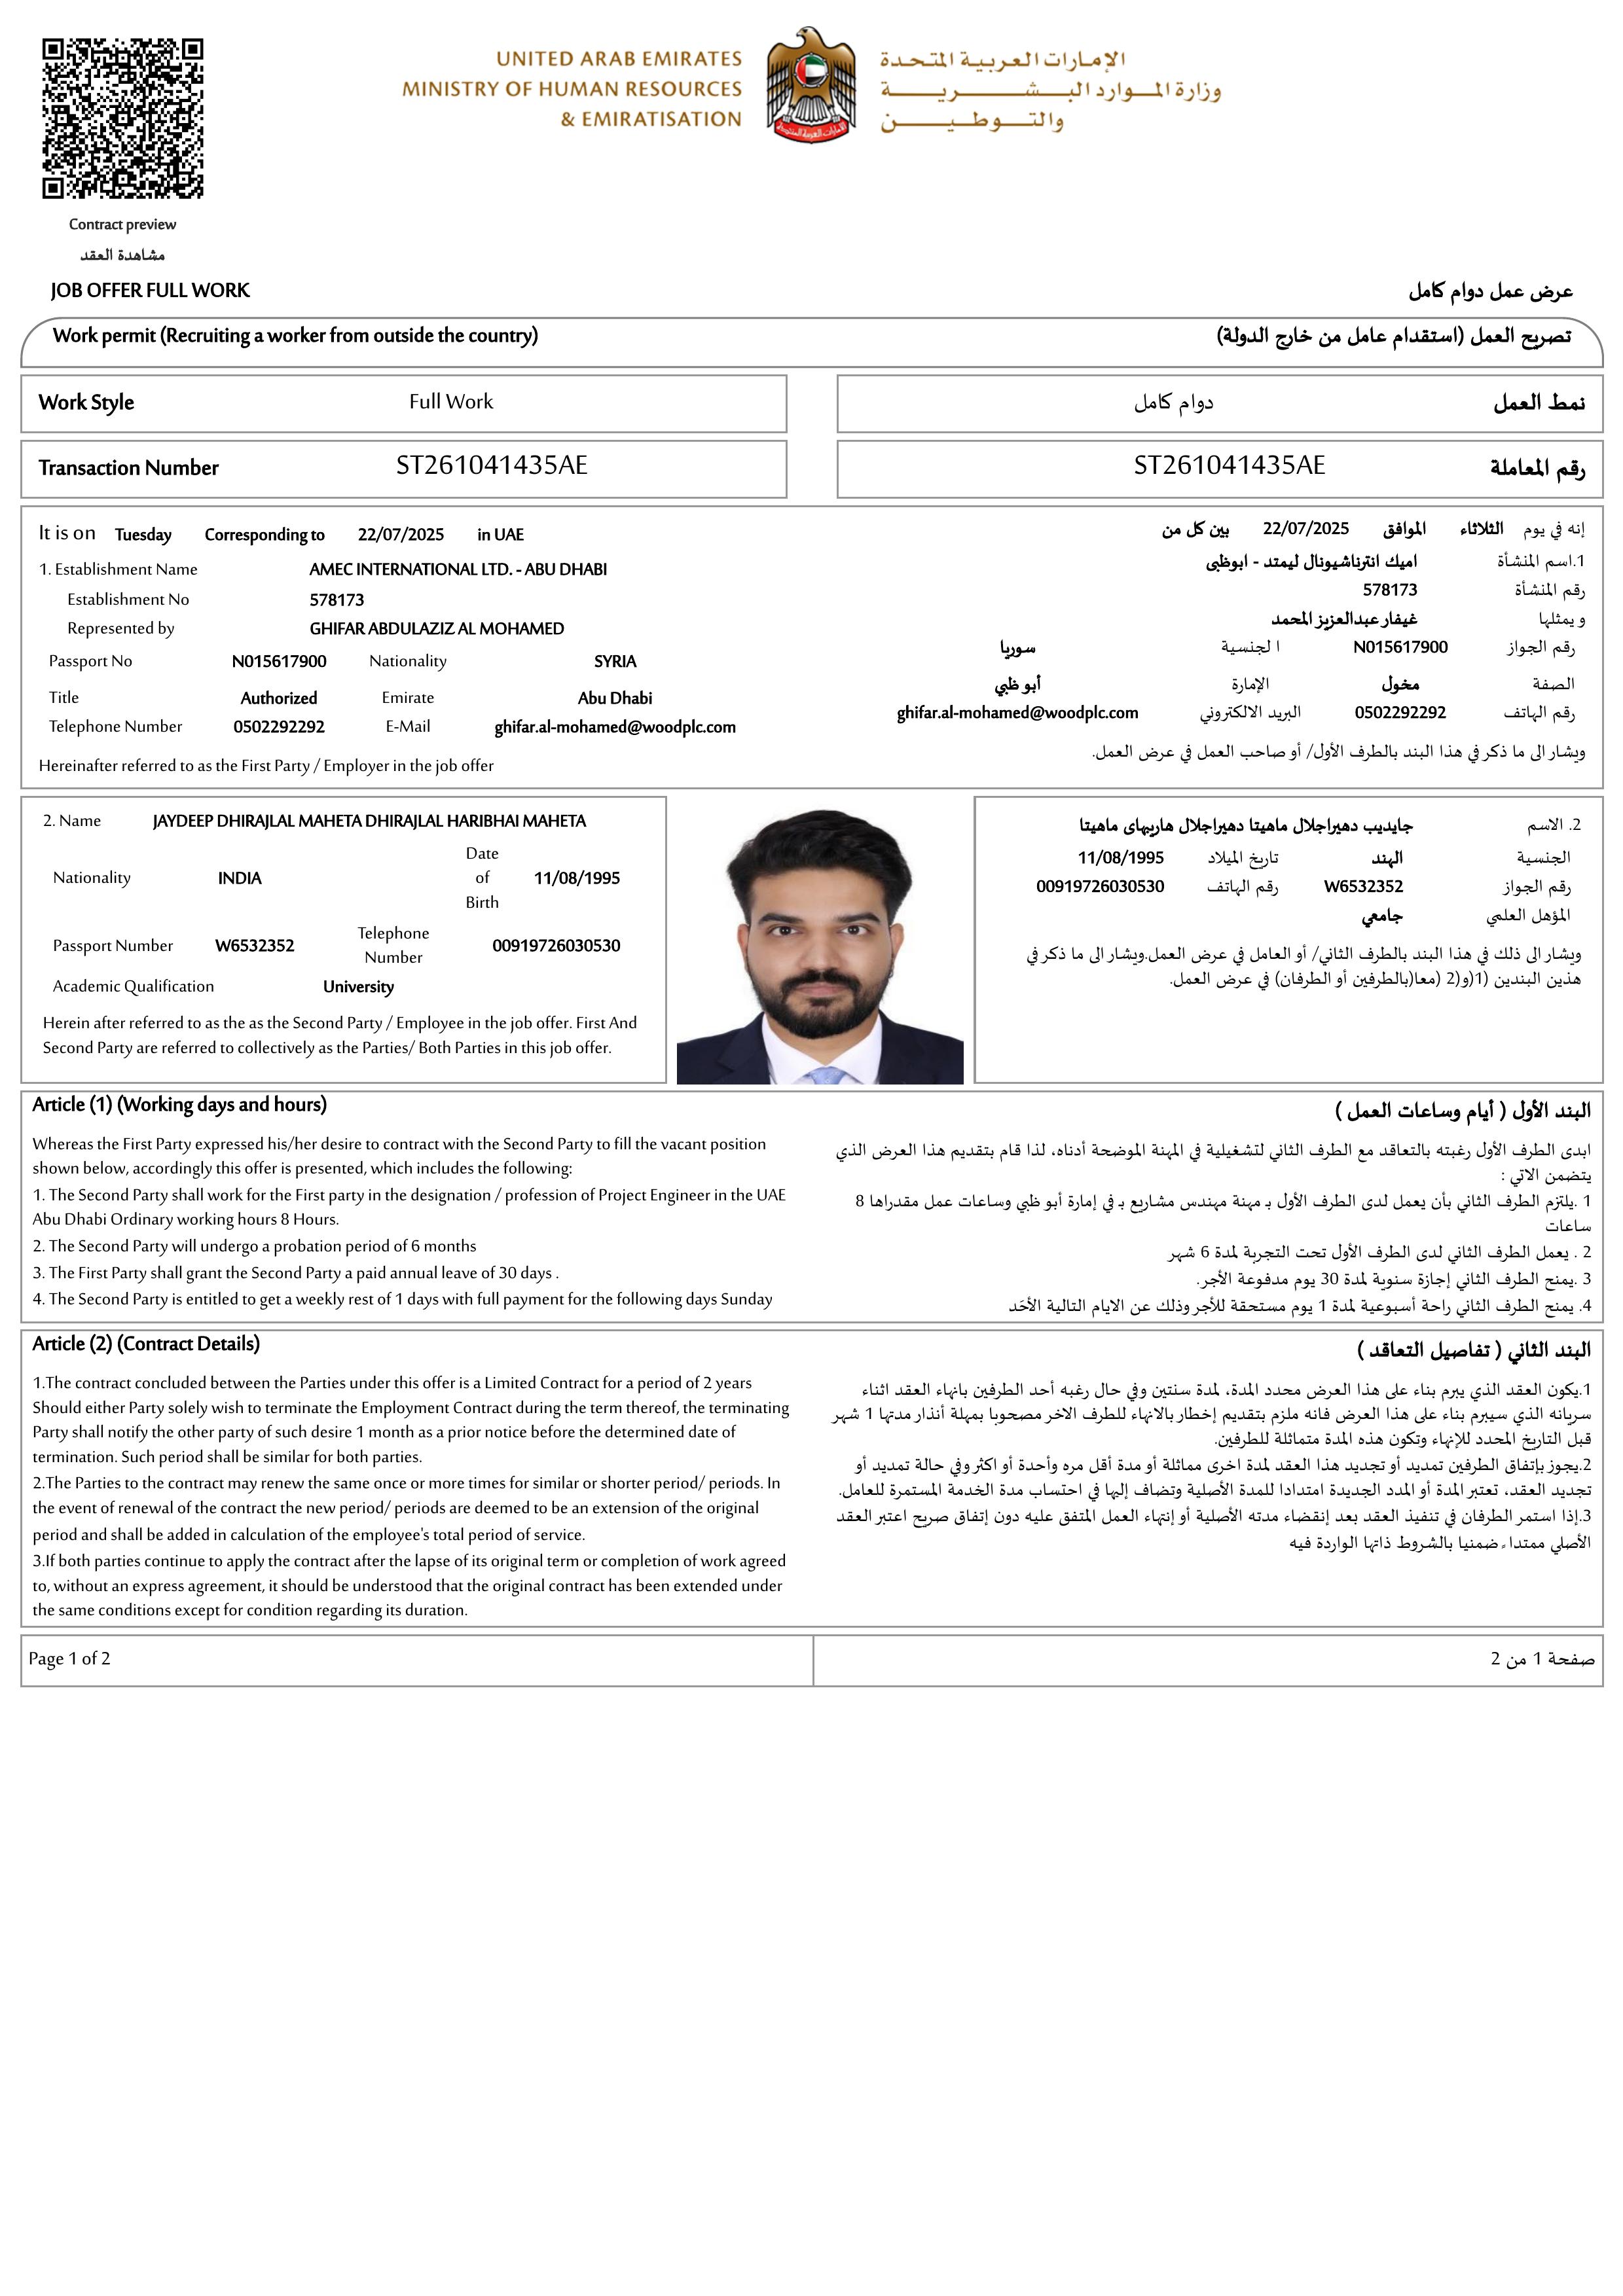 UNITED ARAB EMIRATES
MINISTRY OF HUMAN RESOURCES
& EMIRATISATION
الإمارات العربية المتحدة
وزارة الموارد البشرية
والتوطين
Contract preview
مشاهدة العقد
JOB OFFER FULL WORK
عرض عمل دوام كامل
Work permit (Recruiting a worker from outside the country)
تصريح العمل (استقدام عامل من خارج الدولة)
Work Style Full Work
نمط العمل دوام كامل
Transaction Number ST261041435AE
رقم المعاملة ST261041435AE
It is on Tuesday Corresponding to 22/07/2025 in UAE
1. Establishment Name AMEC INTERNATIONAL LTD. - ABU DHABI
Establishment No 578173
Represented by GHIFAR ABDULAZIZ AL MOHAMED
Passport No N015617900 Nationality SYRIA
Title Authorized Emirate Abu Dhabi
Telephone Number 0502292292 E-Mail ghifar.al-mohamed@woodplc.com
Hereinafter referred to as the First Party / Employer in the job offer
إنه في يوم الثلاثاء الموافق 22/07/2025 بين كل من
1.اسم المنشأة اميك انترناشيونال ليمتد - ابوظبى
رقم المنشأة 578173
و يمثلها غيفار عبدالعزيز المحمد
رقم الجواز N015617900 ا لجنسية سوريا
الصفة مخول الإمارة أبو ظبي
رقم الهاتف 0502292292 البريد الالكتروني ghifar.al-mohamed@woodplc.com
ويشار الى ما ذكر في هذا البند بالطرف الأول/ أو صاحب العمل في عرض العمل.
2. Name JAYDEEP DHIRAJLAL MAHETA DHIRAJLAL HARIBHAI MAHETA
Nationality INDIA Date of Birth 11/08/1995
Passport Number W6532352 Telephone Number 00919726030530
Academic Qualification University
Herein after referred to as the as the Second Party / Employee in the job offer. First And
Second Party are referred to collectively as the Parties/ Both Parties in this job offer.
2. الاسم جايديب دهيراجلال ماهيتا دهيراجلال هاريبهاى ماهيتا
الجنسية الهند تاريخ الميلاد 11/08/1995
رقم الجواز W6532352 رقم الهاتف 00919726030530
المؤهل العلمي جامعي
ويشار الى ذلك في هذا البند بالطرف الثاني/ أو العامل في عرض العمل.ويشار الى ما ذكر في
هذين البندين (1(و(2 (معا(بالطرفين أو الطرفان) في عرض العمل.
Article (1) (Working days and hours)
Whereas the First Party expressed his/her desire to contract with the Second Party to fill the vacant position
shown below, accordingly this offer is presented, which includes the following:
1. The Second Party shall work for the First party in the designation / profession of Project Engineer in the UAE
Abu Dhabi Ordinary working hours 8 Hours.
2. The Second Party will undergo a probation period of 6 months
3. The First Party shall grant the Second Party a paid annual leave of 30 days .
4. The Second Party is entitled to get a weekly rest of 1 days with full payment for the following days Sunday
البند الأول ( أيام وساعات العمل )
ابدى الطرف الأول رغبته بالتعاقد مع الطرف الثاني لتشغيلية في المهنة الموضحة أدناه، لذا قام بتقديم هذا العرض الذي
يتضمن الاتي :
1 .يلتزم الطرف الثاني بأن يعمل لدى الطرف الأول بـ مهنة مهندس مشاريع بـ في إمارة أبو ظبي وساعات عمل مقدراها 8
ساعات
2 . يعمل الطرف الثاني لدى الطرف الأول تحت التجربة لمدة 6 شهر
3 .يمنح الطرف الثاني إجازة سنوية لمدة 30 يوم مدفوعة الأجر.
4. يمنح الطرف الثاني راحة أسبوعية لمدة 1 يوم مستحقة للأجر وذلك عن الايام التالية الأحَد
Article (2) (Contract Details)
1.The contract concluded between the Parties under this offer is a Limited Contract for a period of 2 years
Should either Party solely wish to terminate the Employment Contract during the term thereof, the terminating
Party shall notify the other party of such desire 1 month as a prior notice before the determined date of
termination. Such period shall be similar for both parties.
2.The Parties to the contract may renew the same once or more times for similar or shorter period/ periods. In
the event of renewal of the contract the new period/ periods are deemed to be an extension of the original
period and shall be added in calculation of the employee's total period of service.
3.If both parties continue to apply the contract after the lapse of its original term or completion of work agreed
to, without an express agreement, it should be understood that the original contract has been extended under
the same conditions except for condition regarding its duration.
البند الثاني ( تفاصيل التعاقد )
1.يكون العقد الذي يبرم بناء على هذا العرض محدد المدة، لمدة سنتين وفي حال رغبه أحد الطرفين بانهاء العقد اثناء
سريانه الذي سيبرم بناء على هذا العرض فانه ملزم بتقديم إخطار بالانهاء للطرف الاخر مصحوبا بمهلة أنذار مدتها 1 شهر
قبل التاريخ المحدد للإنهاء وتكون هذه المدة متماثلة للطرفين.
2.يجوز بإتفاق الطرفين تمديد أو تجديد هذا العقد لمدة اخرى مماثلة أو مدة أقل مره وأحدة أو اكثر وفي حالة تمديد أو
تجديد العقد، تعتبر المدة أو المدد الجديدة امتدادا للمدة الأصلية وتضاف إليها في احتساب مدة الخدمة المستمرة للعامل.
3.إذا استمر الطرفان في تنفيذ العقد بعد إنقضاء مدته الأصلية أو إنتهاء العمل المتفق عليه دون إتفاق صريح اعتبر العقد
الأصلي ممتداء ضمنيا بالشروط ذاتها الواردة فيه
Page 1 of 2
صفحة 1 من 2